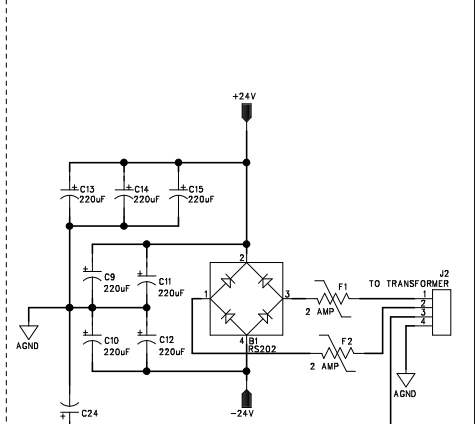 +24V
C13
220uF
C14
220uF
C15
220uF
C9
220uF
C11
220uF
2
1
3
4
B1
RS202
F1
2 AMP
J2
TO TRANSFORMER
1
2
3
4
AGND
C10
220uF
C12
220uF
F2
2 AMP
AGND
-24V
C24